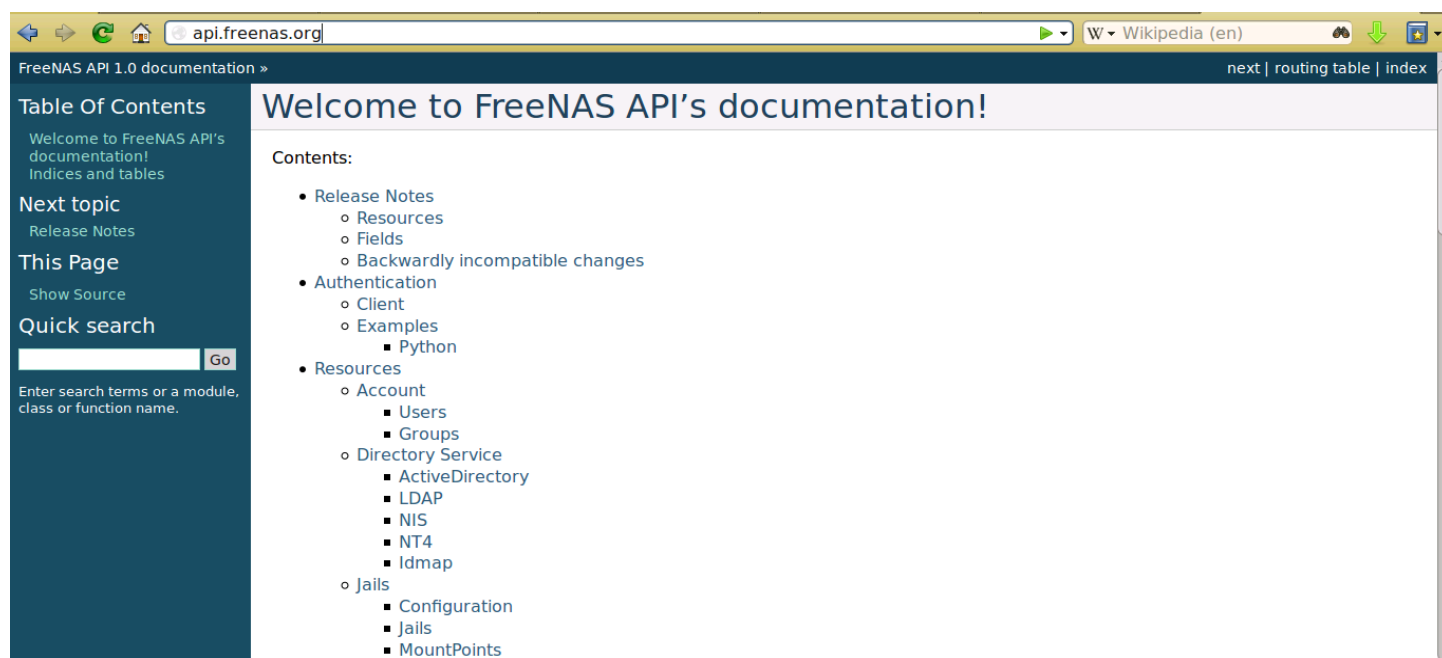 api.freenas.org
W Wikipedia (en)
FreeNAS API 1.0 documentation »
next | routing table | index
Table Of Contents
Welcome to FreeNAS API’s
documentation!
Indices and tables
Next topic
Release Notes
This Page
Show Source
Quick search
Go
Enter search terms or a module,
class or function name.
Welcome to FreeNAS API’s documentation!
Contents:
Release Notes
Resources
Fields
Backwardly incompatible changes
Authentication
Client
Examples
Python
Resources
Account
Users
Groups
Directory Service
ActiveDirectory
LDAP
NIS
NT4
Idmap
Jails
Configuration
Jails
MountPoints